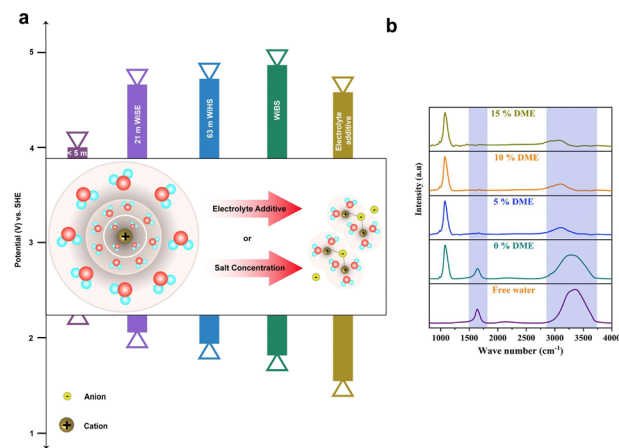 a
b
Potential (V) vs. SHE
5
4
3
2
1
< 5 m
21 m WiSE
63 m WiHS
WiBS
Electrolyte
additive
Electrolyte Additive
or
Salt Concentration
+
- Anion
+ Cation
Intensity (a.u)
15 % DME
10 % DME
5 % DME
0 % DME
Free water
1000 1500 2000 2500 3000 3500 4000
Wave number (cm-1)